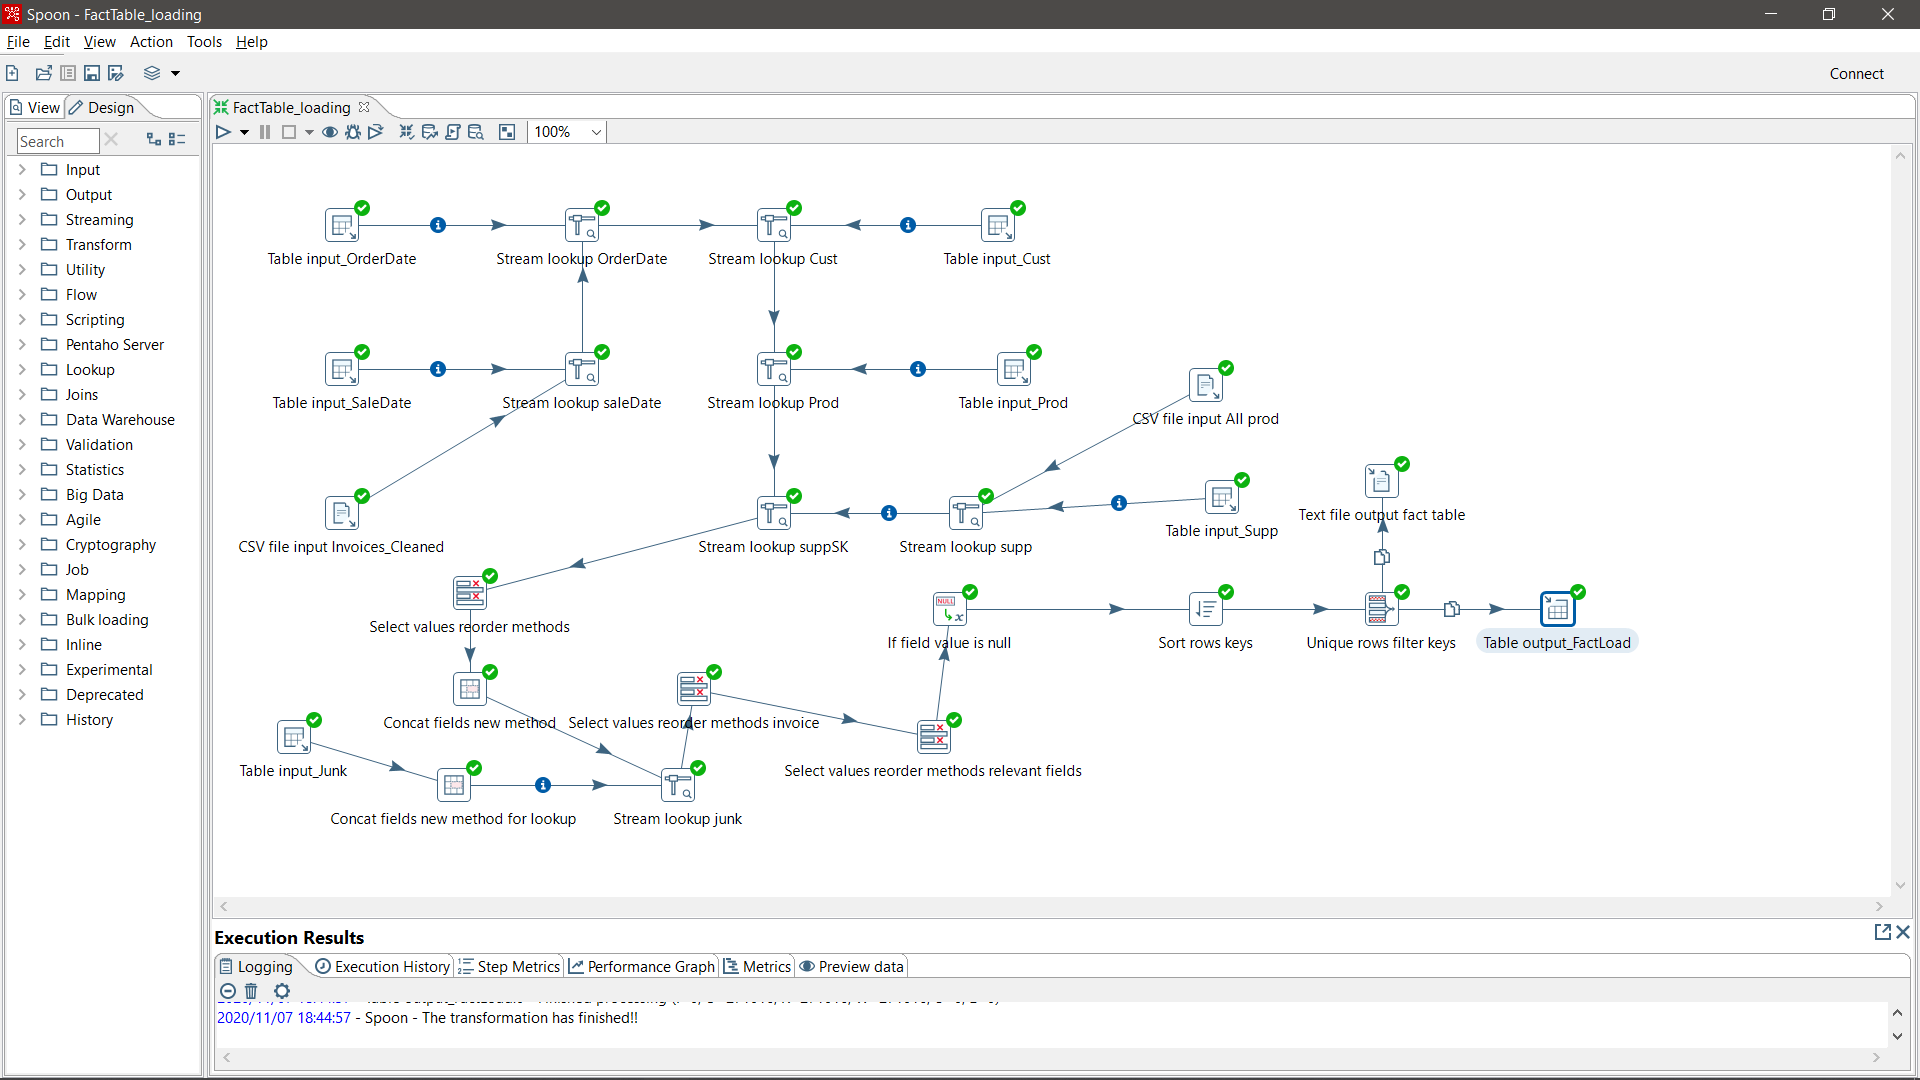 Spoon - FactTable_loading
File Edit View Action Tools Help
Connect
View Design
Search
Input
Output
Streaming
Transform
Utility
Flow
Scripting
Pentaho Server
Lookup
Joins
Data Warehouse
Validation
Statistics
Big Data
Agile
Cryptography
Job
Mapping
Bulk loading
Inline
Experimental
Deprecated
History
FactTable_loading
100%
Table input_OrderDate
Stream lookup OrderDate
Stream lookup Cust
Table input_Cust
Table input_SaleDate
Stream lookup saleDate
Stream lookup Prod
Table input_Prod
CSV file input All prod
Text file output fact table
Table input_Supp
CSV file input Invoices_Cleaned
Stream lookup suppSK
Stream lookup supp
Select values reorder methods
NULL
x
If field value is null
Sort rows keys
Unique rows filter keys
Table output_FactLoad
Concat fields new method
Select values reorder methods invoice
Table input_Junk
Select values reorder methods relevant fields
Concat fields new method for lookup
Stream lookup junk
Execution Results
Logging Execution History Step Metrics Performance Graph Metrics Preview data
2020/11/07 18:44:57 - Spoon - The transformation has finished!!